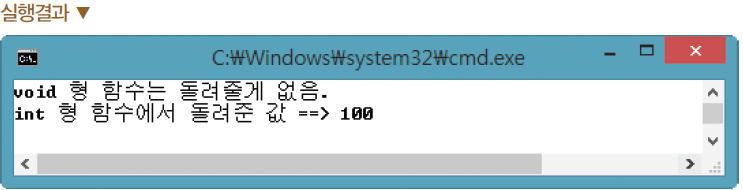 실행결과 ▼
C:₩Windows₩system32₩cmd.exe
void 형 함수는 돌려줄게 없음.
int 형 함수에서 돌려준 값 ==> 100